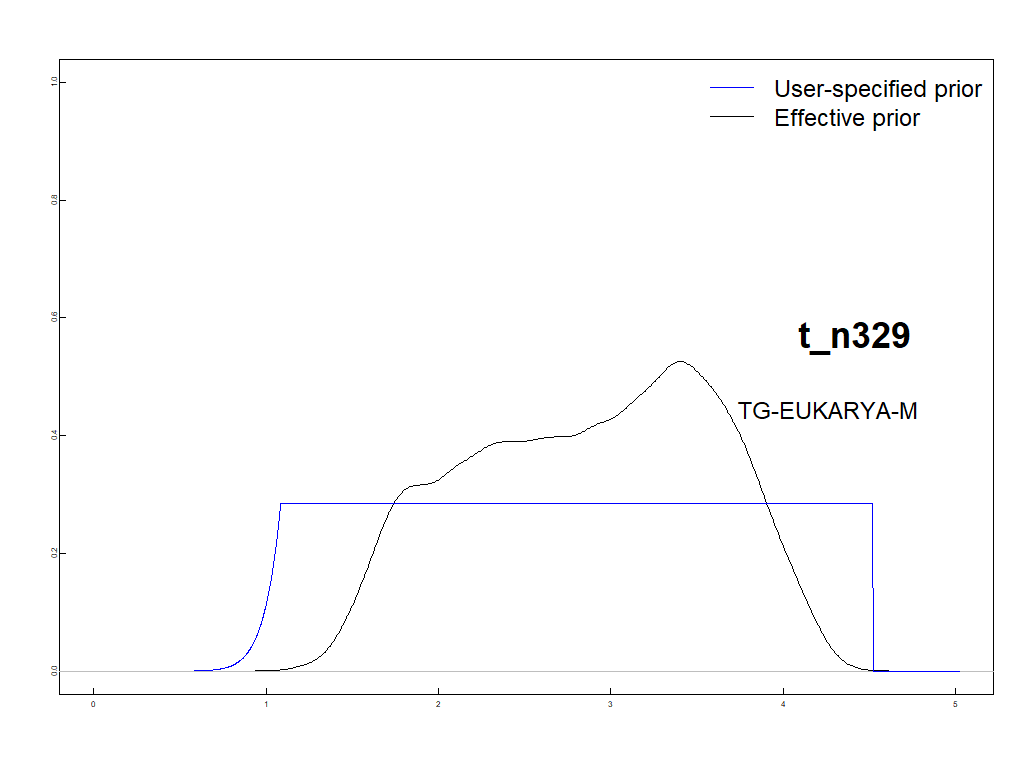 User-specified prior
Effective prior
t_n329
TG-EUKARYA-M
1.0
0.8
0.6
0.4
0.2
0.0
0 1 2 3 4 5